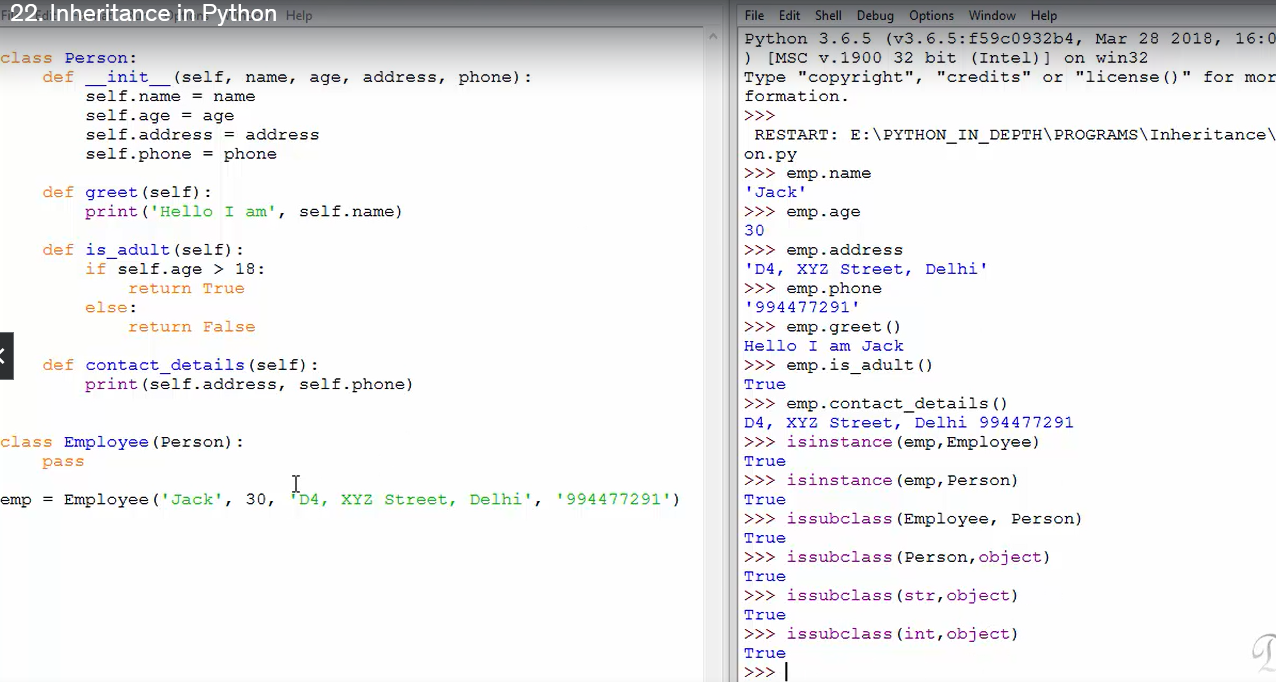 22. Inheritance in Python
Help
class Person:
    def __init__(self, name, age, address, phone):
        self.name = name
        self.age = age
        self.address = address
        self.phone = phone
    def greet(self):
        print('Hello I am', self.name)
    def is_adult(self):
        if self.age > 18:
            return True
        else:
            return False
    def contact_details(self):
        print(self.address, self.phone)
class Employee(Person):
    pass
emp = Employee('Jack', 30, 'D4, XYZ Street, Delhi', '994477291')
File Edit Shell Debug Options Window Help
Python 3.6.5 (v3.6.5:f59c0932b4, Mar 28 2018, 16:0
) [MSC v.1900 32 bit (Intel)] on win32
Type "copyright", "credits" or "license()" for mor
formation.
>>>
 RESTART: E:\PYTHON_IN_DEPTH\PROGRAMS\Inheritance\
on.py
>>> emp.name
'Jack'
>>> emp.age
30
>>> emp.address
'D4, XYZ Street, Delhi'
>>> emp.phone
'994477291'
>>> emp.greet()
Hello I am Jack
>>> emp.is_adult()
True
>>> emp.contact_details()
D4, XYZ Street, Delhi 994477291
>>> isinstance(emp,Employee)
True
>>> isinstance(emp,Person)
True
>>> issubclass(Employee, Person)
True
>>> issubclass(Person,object)
True
>>> issubclass(str,object)
True
>>> issubclass(int,object)
True
>>>